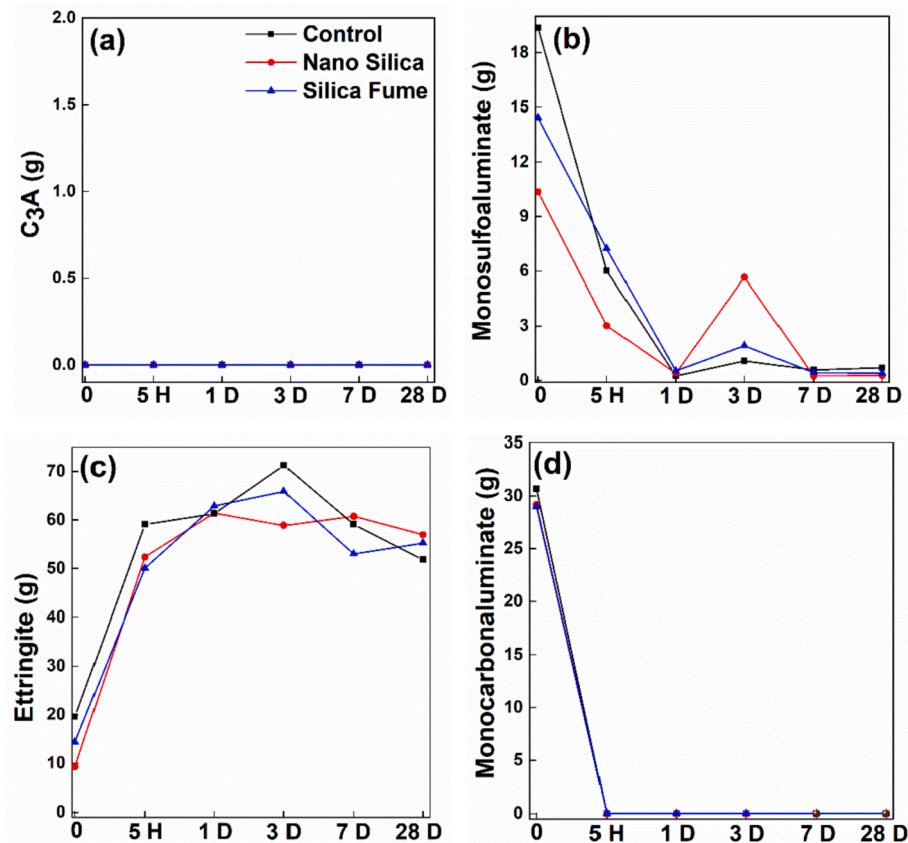 (a)
Control
Nano Silica
Silica Fume
C3A (g)
2.0
1.5
1.0
0.5
0.0
0 5 H 1 D 3 D 7 D 28 D
(b)
Monosulfoaluminate (g)
18
15
12
9
6
3
0
0 5 H 1 D 3 D 7 D 28 D
(c)
Ettringite (g)
70
60
50
40
30
20
10
0
0 5 H 1 D 3 D 7 D 28 D
(d)
Monocarbonaluminate (g)
35
30
25
20
15
10
5
0
0 5 H 1 D 3 D 7 D 28 D